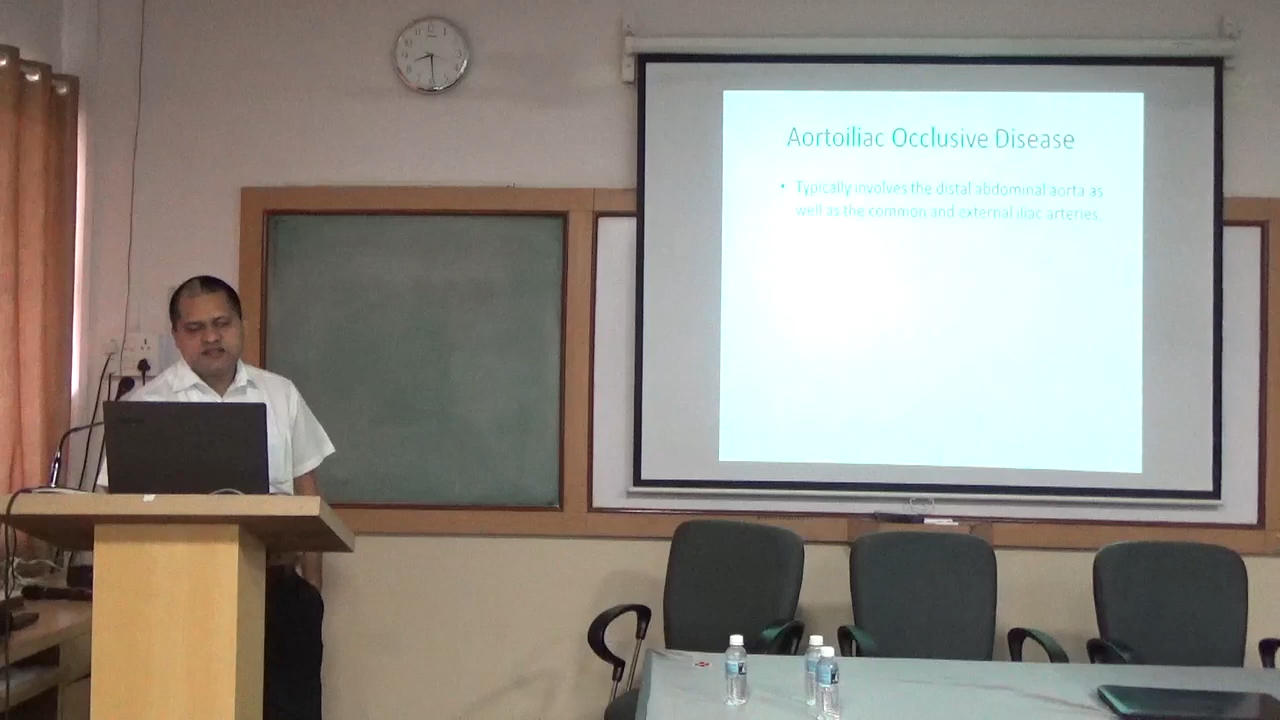 Aortoiliac Occlusive Disease
• Typically involves the distal abdominal aorta as
well as the common and external iliac arteries.